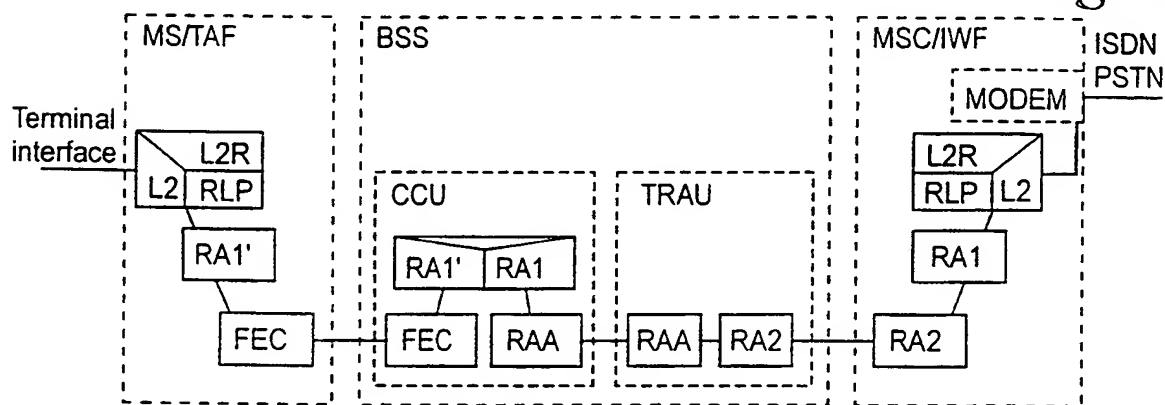 MS/TAF
BSS
MSC/IWF
ISDN
PSTN
MODEM
Terminal
interface
L2R
L2 RLP
L2R
RLP L2
CCU
TRAU
RA1'
RA1' RA1
RA1
FEC
FEC
RAA
RAA
RA2
RA2